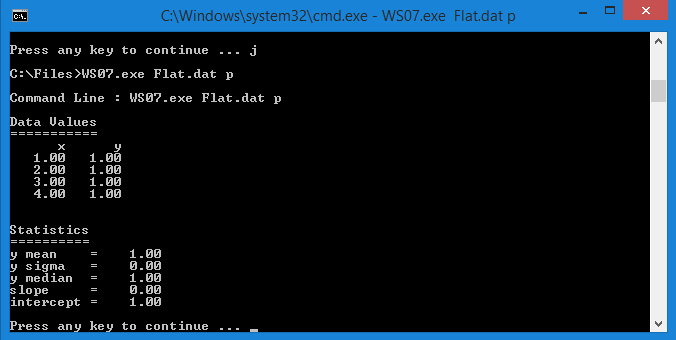 C:\Windows\system32\cmd.exe - WS07.exe  Flat.dat p
Press any key to continue ... j
C:\Files>WS07.exe Flat.dat p
Command Line : WS07.exe Flat.dat p
Data Values
===========
x y
1.00 1.00
2.00 1.00
3.00 1.00
4.00 1.00
Statistics
==========
y mean = 1.00
y sigma = 0.00
y median = 1.00
slope = 0.00
intercept = 1.00
Press any key to continue ... _